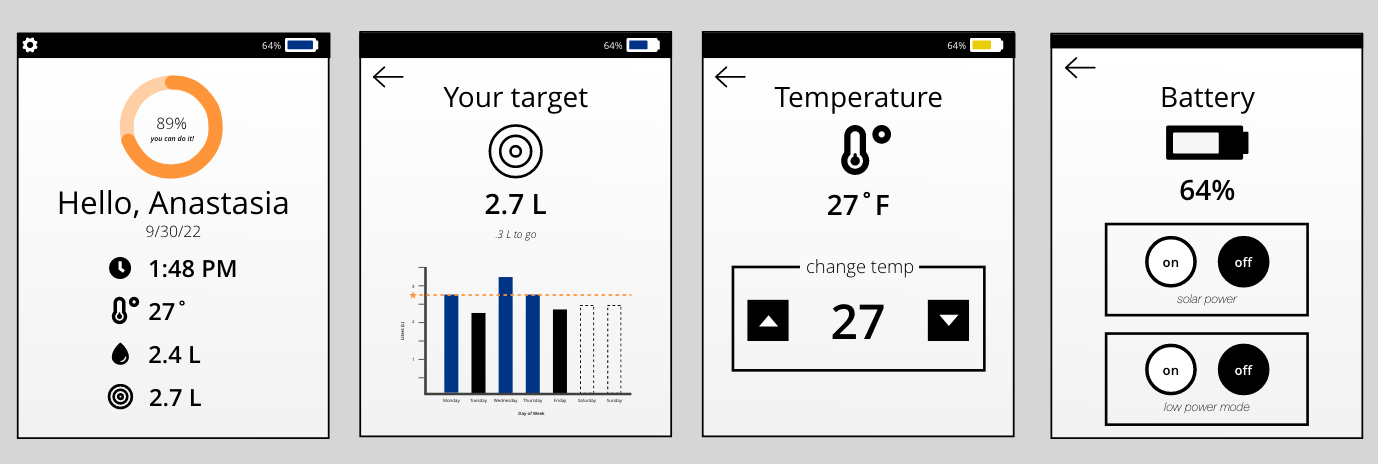 64%
89%
you can do it!
Hello, Anastasia
9/30/22
1:48 PM
27°
2.4 L
2.7 L
64%
Your target
2.7 L
.3 L to go
3
2
1
Liters (L)
Monday Tuesday Wednesday Thursday Friday Saturday Sunday
Day of Week
64%
Temperature
27°F
change temp
27
Battery
64%
on off
solar power
on off
low power mode